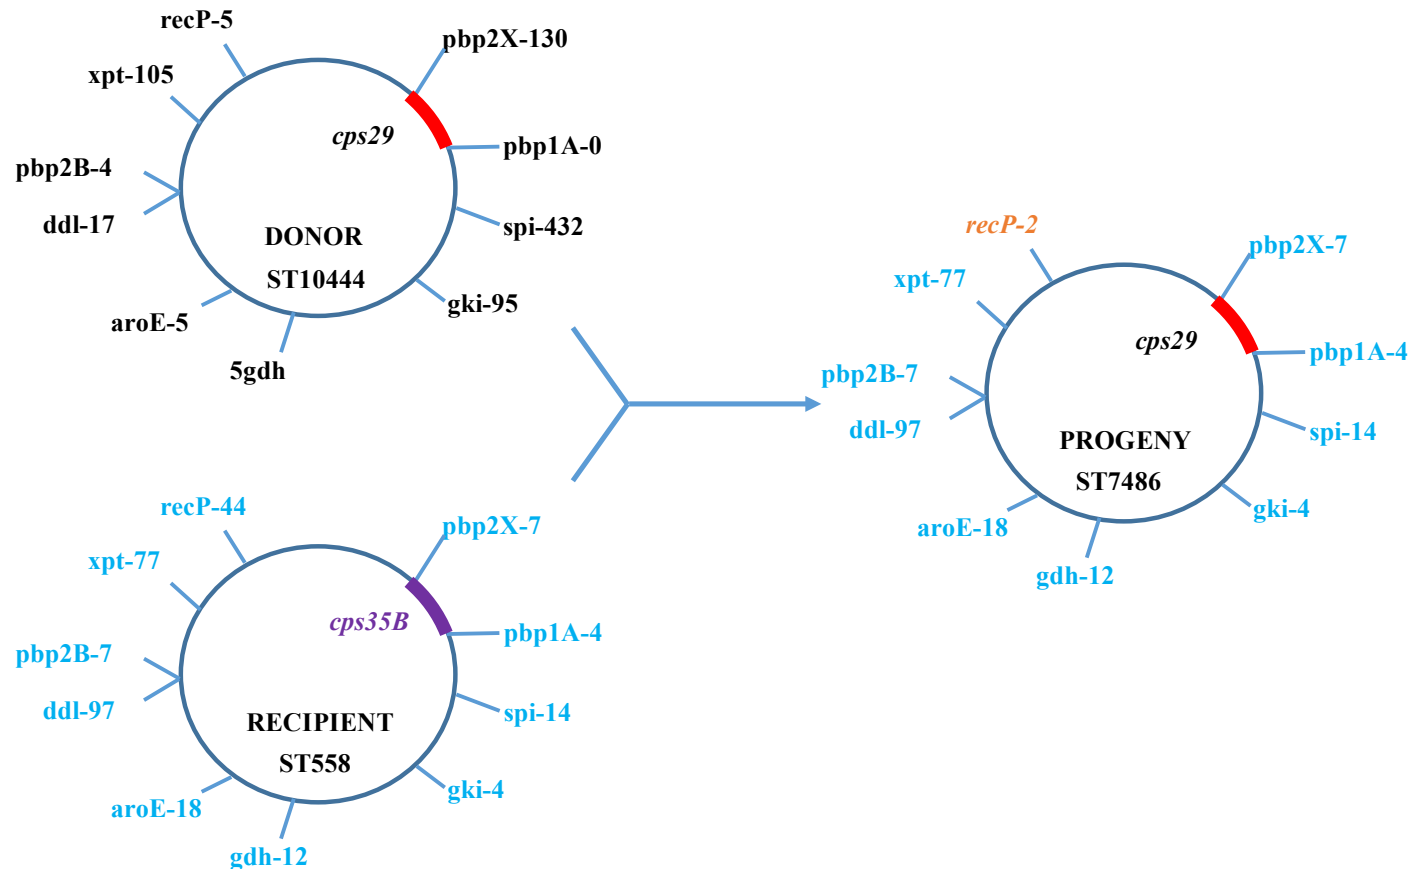 recP-5
pbp2X-130
xpt-105
cps29
pbp1A-0
pbp2B-4
ddl-17
spi-432
DONOR
ST10444
gki-95
aroE-5
5gdh
recP-44
pbp2X-7
xpt-77
cps35B
pbp1A-4
pbp2B-7
ddl-97
spi-14
RECIPIENT
ST558
gki-4
aroE-18
gdh-12
recP-2
pbp2X-7
xpt-77
cps29
pbp1A-4
pbp2B-7
ddl-97
spi-14
PROGENY
ST7486
gki-4
aroE-18
gdh-12